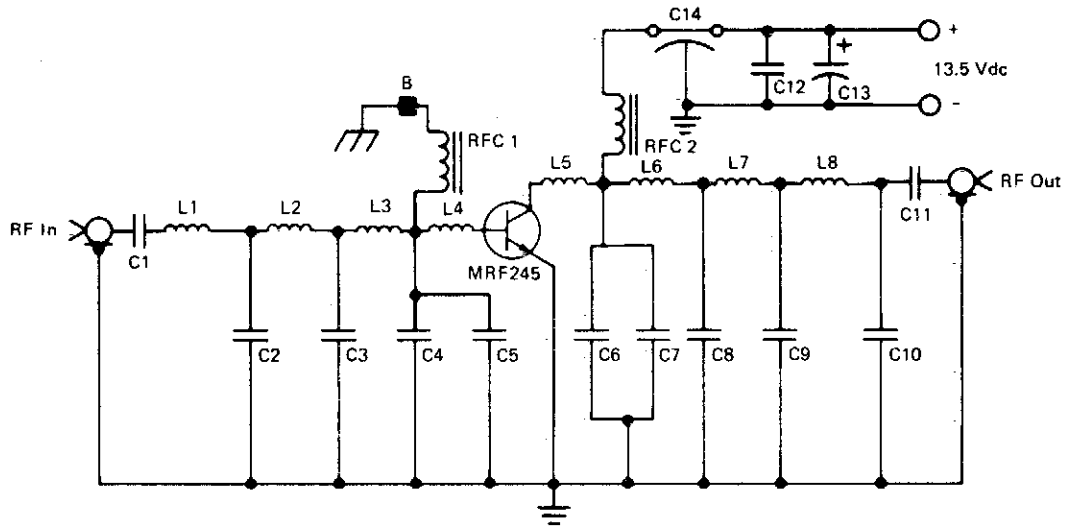 C14
+
+
C12
C13
13.5 Vdc
-
B
RFC 1
RFC 2
L5
L6
L7
L8
RF Out
C11
L1
L2
L3
L4
RF In
C1
MRF245
C2
C3
C4
C5
C6
C7
C8
C9
C10